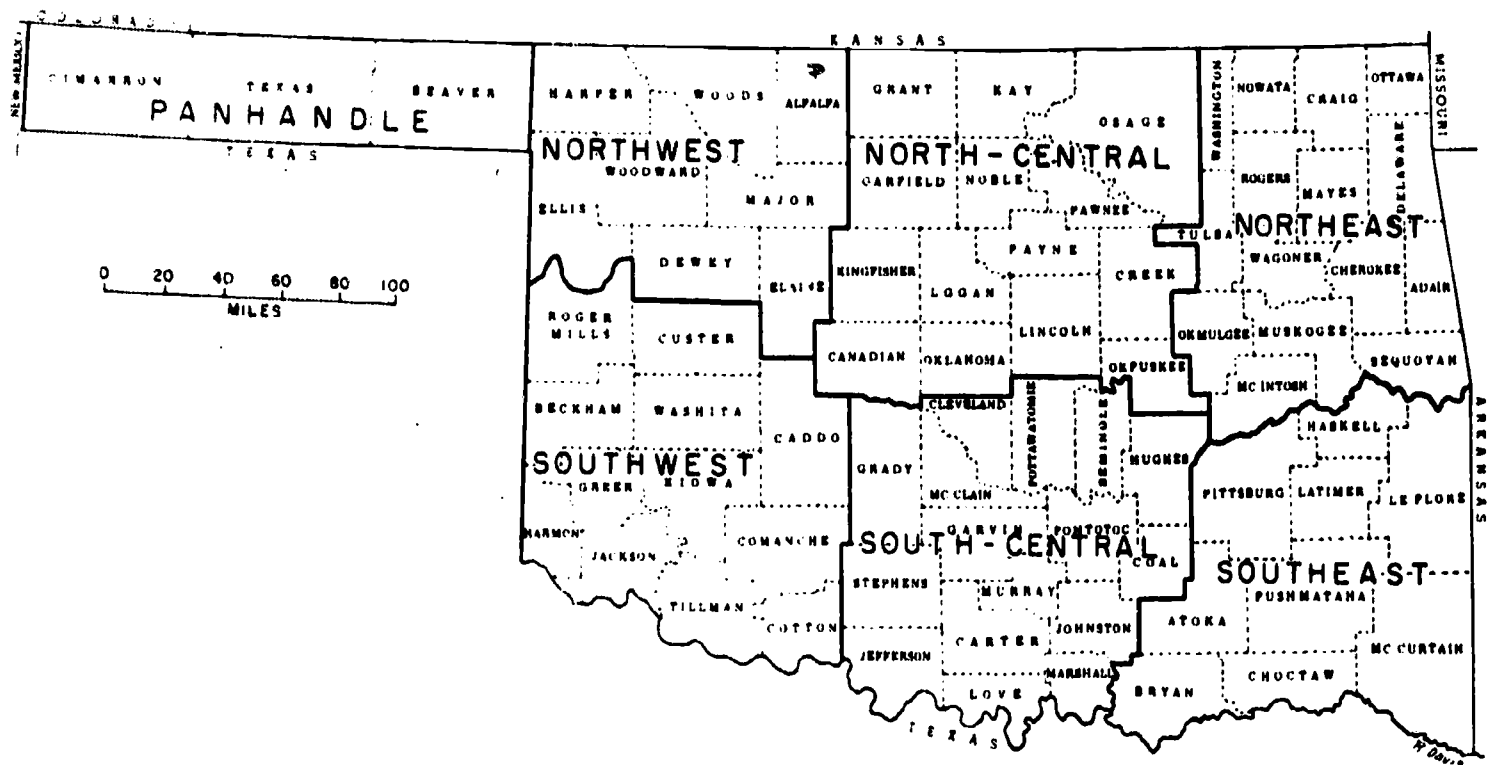 COLORADO
KANSAS
NEW MEXICO
MISSOURI
CIMARRON TEXAS BEAVER
PANHANDLE
TEXAS
HARPER WOODS ALFALFA
GRANT KAY OSAGE
WASHINGTON NOWATA CRAIG OTTAWA
NORTHWEST
NORTH-CENTRAL
NORTHEAST
WOODWARD
ELLIS MAJOR
GARFIELD NOBLE
PAWNEE
ROGERS MAYES DELAWARE
TULSA
WAGONER CHEROKEE ADAIR
DEWEY ELAINE
KINGFISHER LOGAN PAYNE CREEK
0 20 40 60 80 100
MILES
ROGER
MILLS
CUSTER
CANADIAN OKLAHOMA LINCOLN OKFUSKEE
OKMULGEE MUSKOGEE SEQUOYAH
MC INTOSH
BECKHAM WASHITA CADDO
CLEVELAND POTTAWATOMIE SEMINOLE
HUGHES
HASKELL
ARKANSAS
SOUTHWEST
GREER KIOWA
GRADY MC CLAIN
PITTSBURG LATIMER LE FLORE
HARMON JACKSON COMANCHE
GARVIN PONTOTOC
SOUTH-CENTRAL
COAL
SOUTHEAST
TILLMAN COTTON
STEPHENS MURRAY
PUSHMATAHA
ATOKA
JEFFERSON CARTER JOHNSTON
MARSHALL
MC CURTAIN
LOVE BRYAN CHOCTAW
TEXAS
M Davis